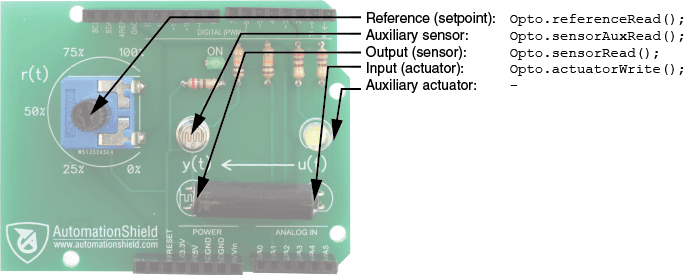 Reference (setpoint): Opto.referenceRead();
Auxiliary sensor: Opto.sensorAuxRead();
Output (sensor): Opto.sensorRead();
Input (actuator): Opto.actuatorWrite();
Auxiliary actuator: -
DIGITAL (PWM
75% 100%
ON
r(t)
50%
25% 0%
y(t) u(t)
AutomationShield
www.automationshield.com
POWER ANALOG IN
RESET 3.3V 5V GND GND Vin A0 A1 A2 A3 A4 A5